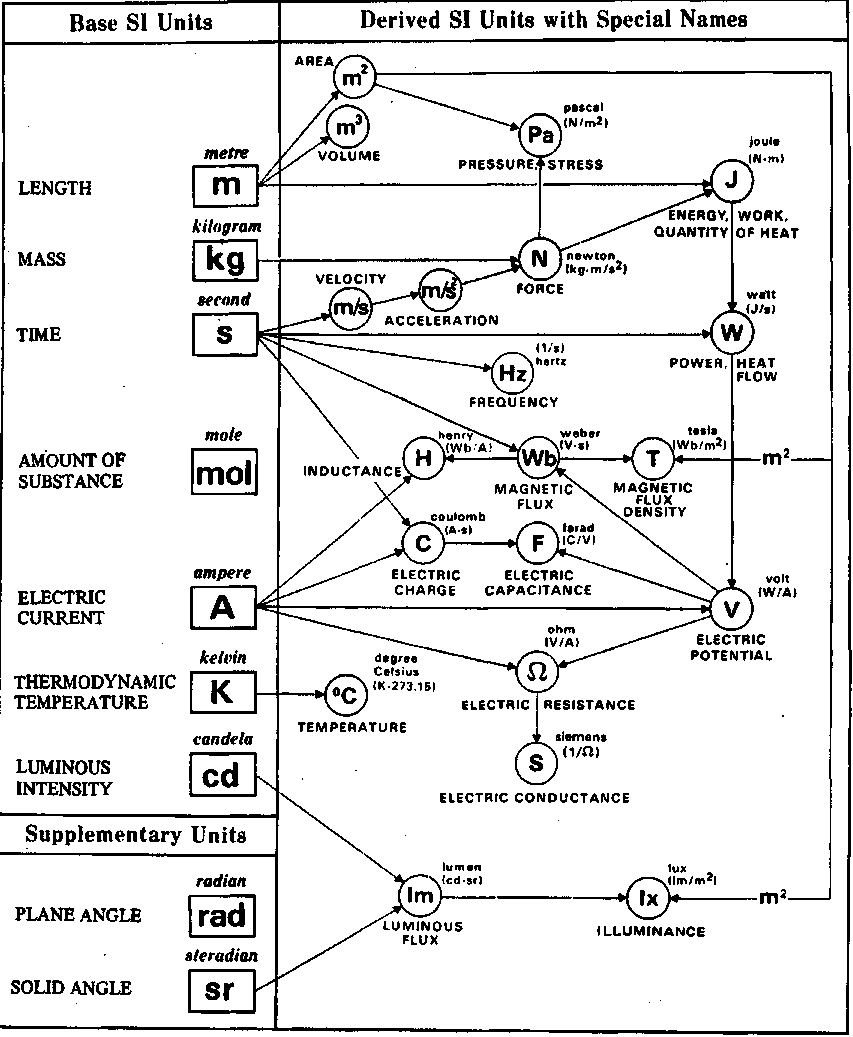 Base SI Units
Derived SI Units with Special Names
AREA
m²
m³
VOLUME
pascal
(N/m²)
Pa
PRESSURE, STRESS
joule
(N·m)
J
ENERGY, WORK,
QUANTITY OF HEAT
LENGTH
metre
m
MASS
kilogram
kg
N
newton
(kg·m/s²)
FORCE
VELOCITY
m/s
m/s²
ACCELERATION
TIME
second
s
watt
(J/s)
W
POWER, HEAT
FLOW
(1/s)
hertz
Hz
FREQUENCY
AMOUNT OF
SUBSTANCE
mole
mol
henry
(Wb/A)
H
INDUCTANCE
weber
(V·s)
Wb
MAGNETIC
FLUX
tesla
(Wb/m²)
T
MAGNETIC
FLUX
DENSITY
m²
coulomb
(A·s)
C
ELECTRIC
CHARGE
farad
(C/V)
F
ELECTRIC
CAPACITANCE
ELECTRIC
CURRENT
ampere
A
volt
(W/A)
V
ELECTRIC
POTENTIAL
ohm
(V/A)
Ω
ELECTRIC RESISTANCE
THERMODYNAMIC
TEMPERATURE
kelvin
K
degree
Celsius
(K-273.15)
°C
TEMPERATURE
siemens
(1/Ω)
S
ELECTRIC CONDUCTANCE
LUMINOUS
INTENSITY
candela
cd
Supplementary Units
PLANE ANGLE
radian
rad
lumen
(cd·sr)
lm
LUMINOUS
FLUX
lux
(lm/m²)
lx
ILLUMINANCE
m²
SOLID ANGLE
steradian
sr